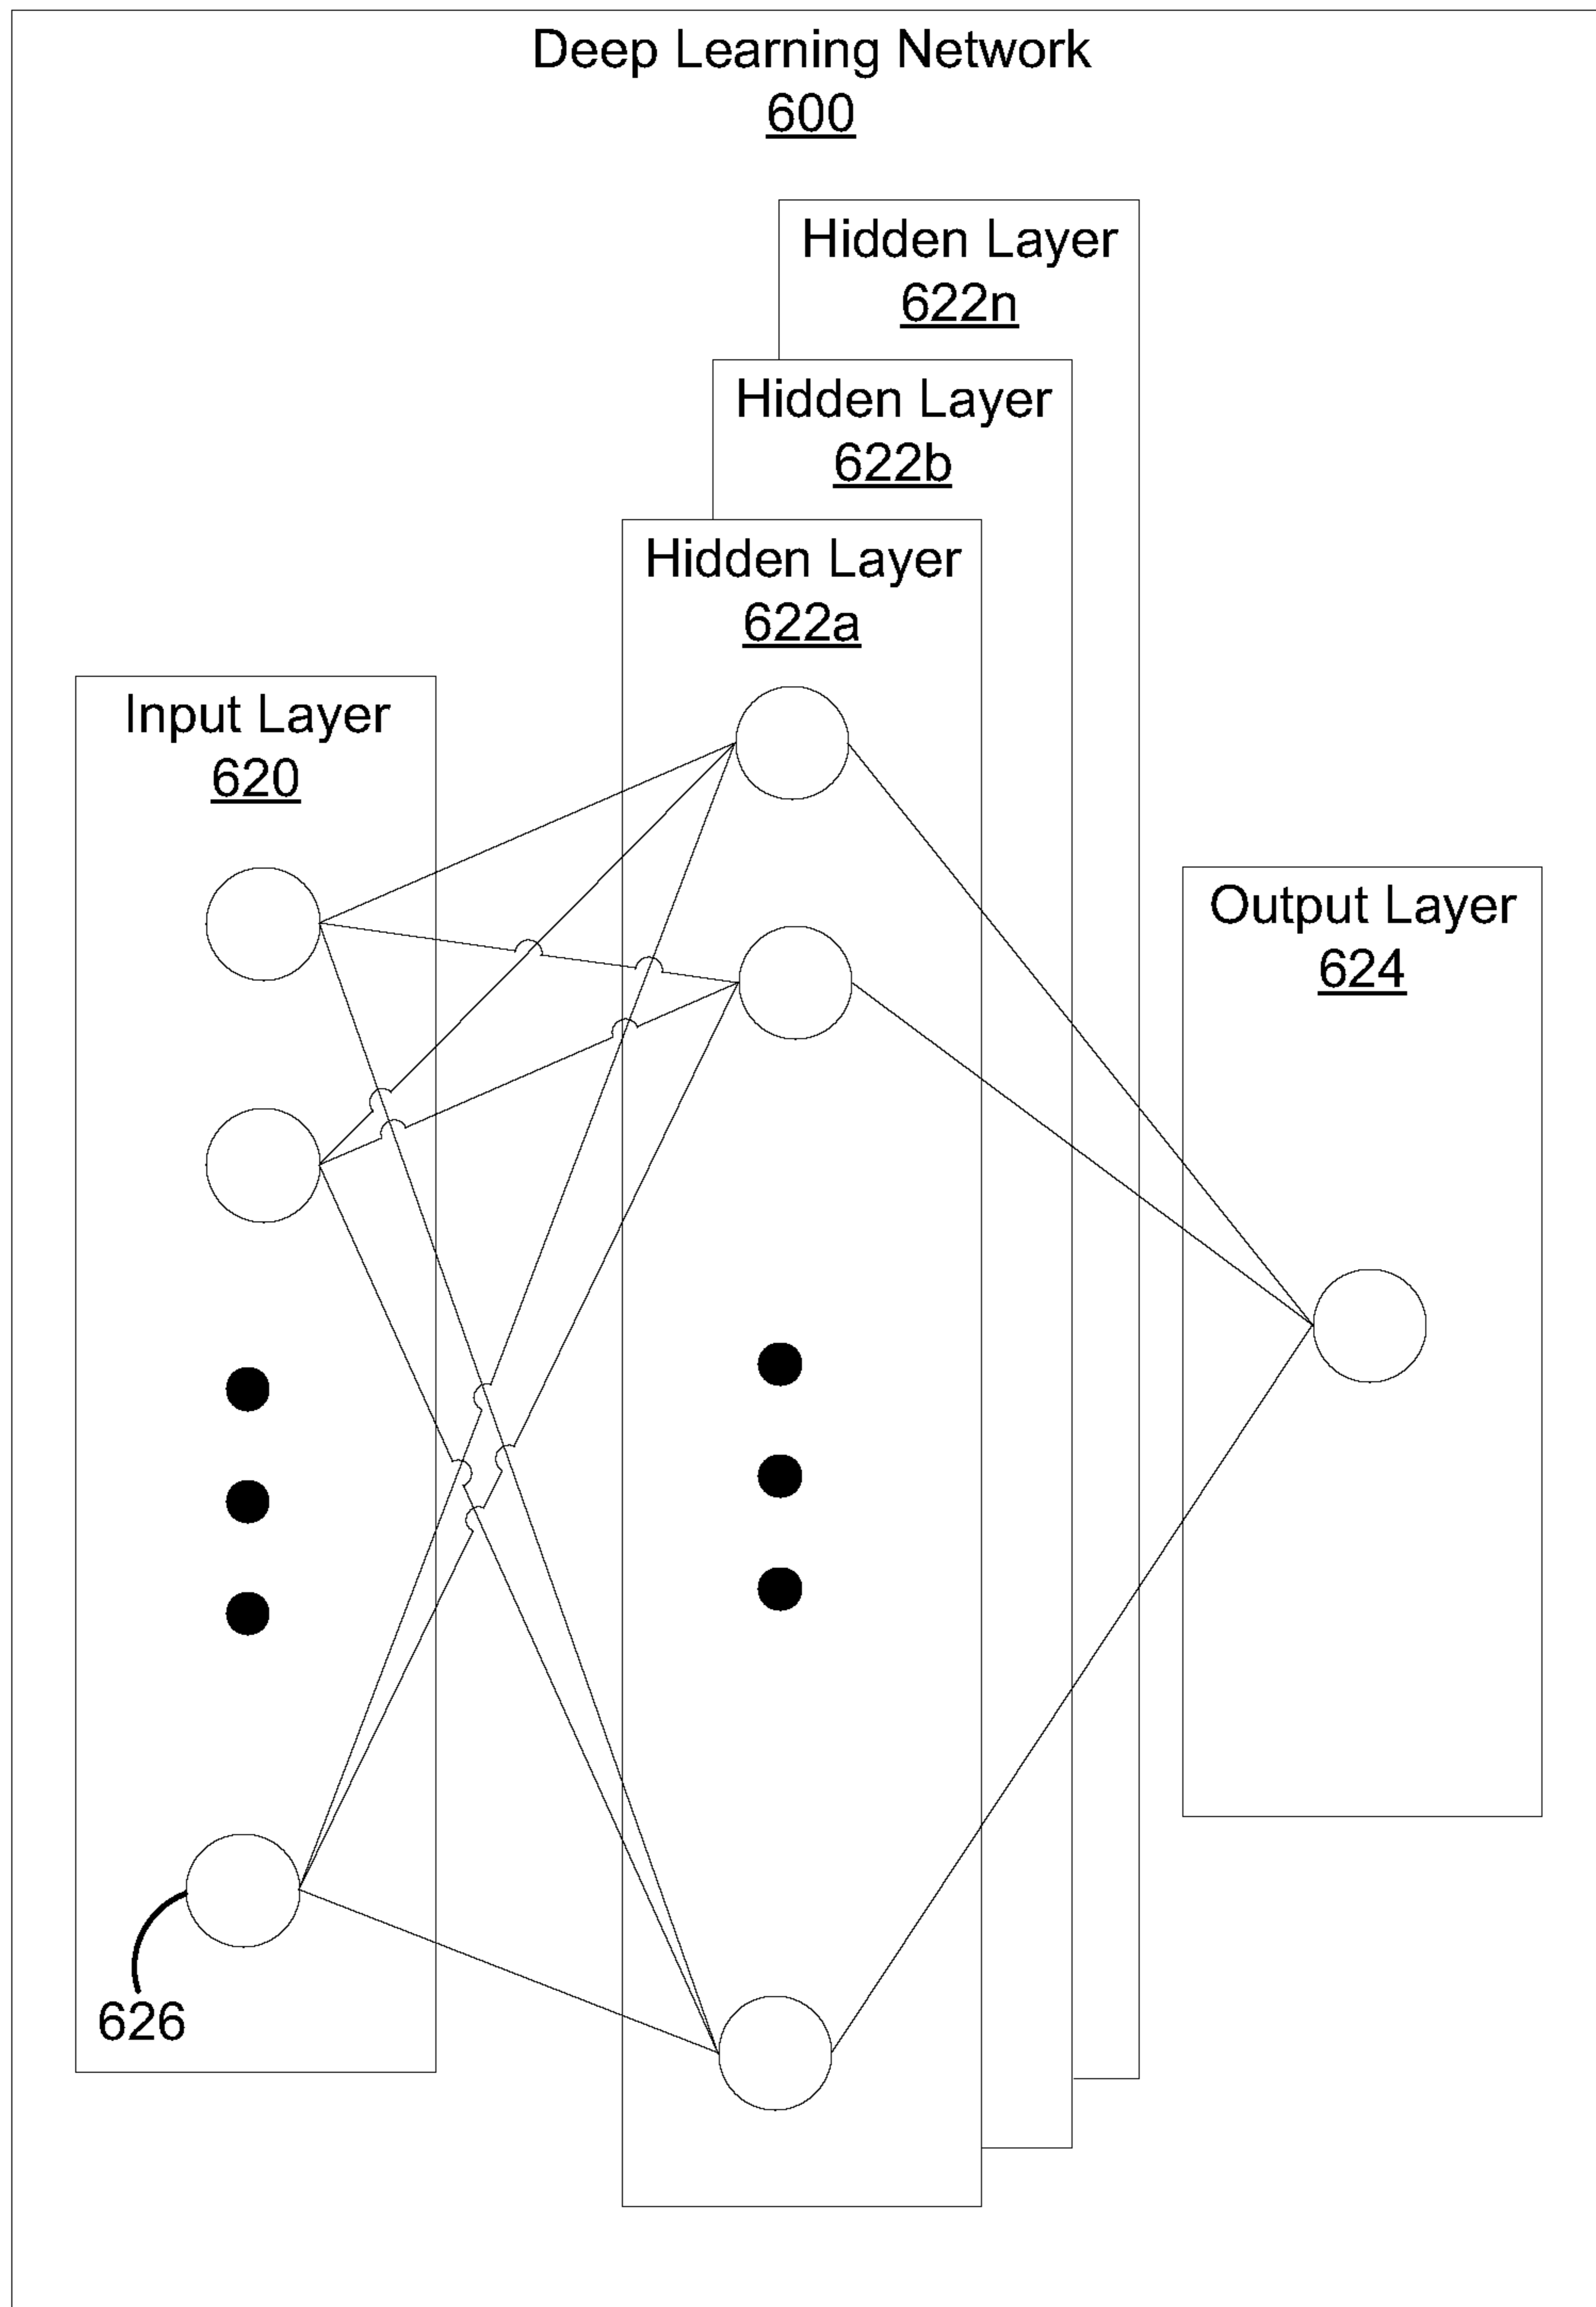 Deep Learning Network
600
Hidden Layer
622n
Hidden Layer
622b
Hidden Layer
622a
Input Layer
620
Output Layer
624
626